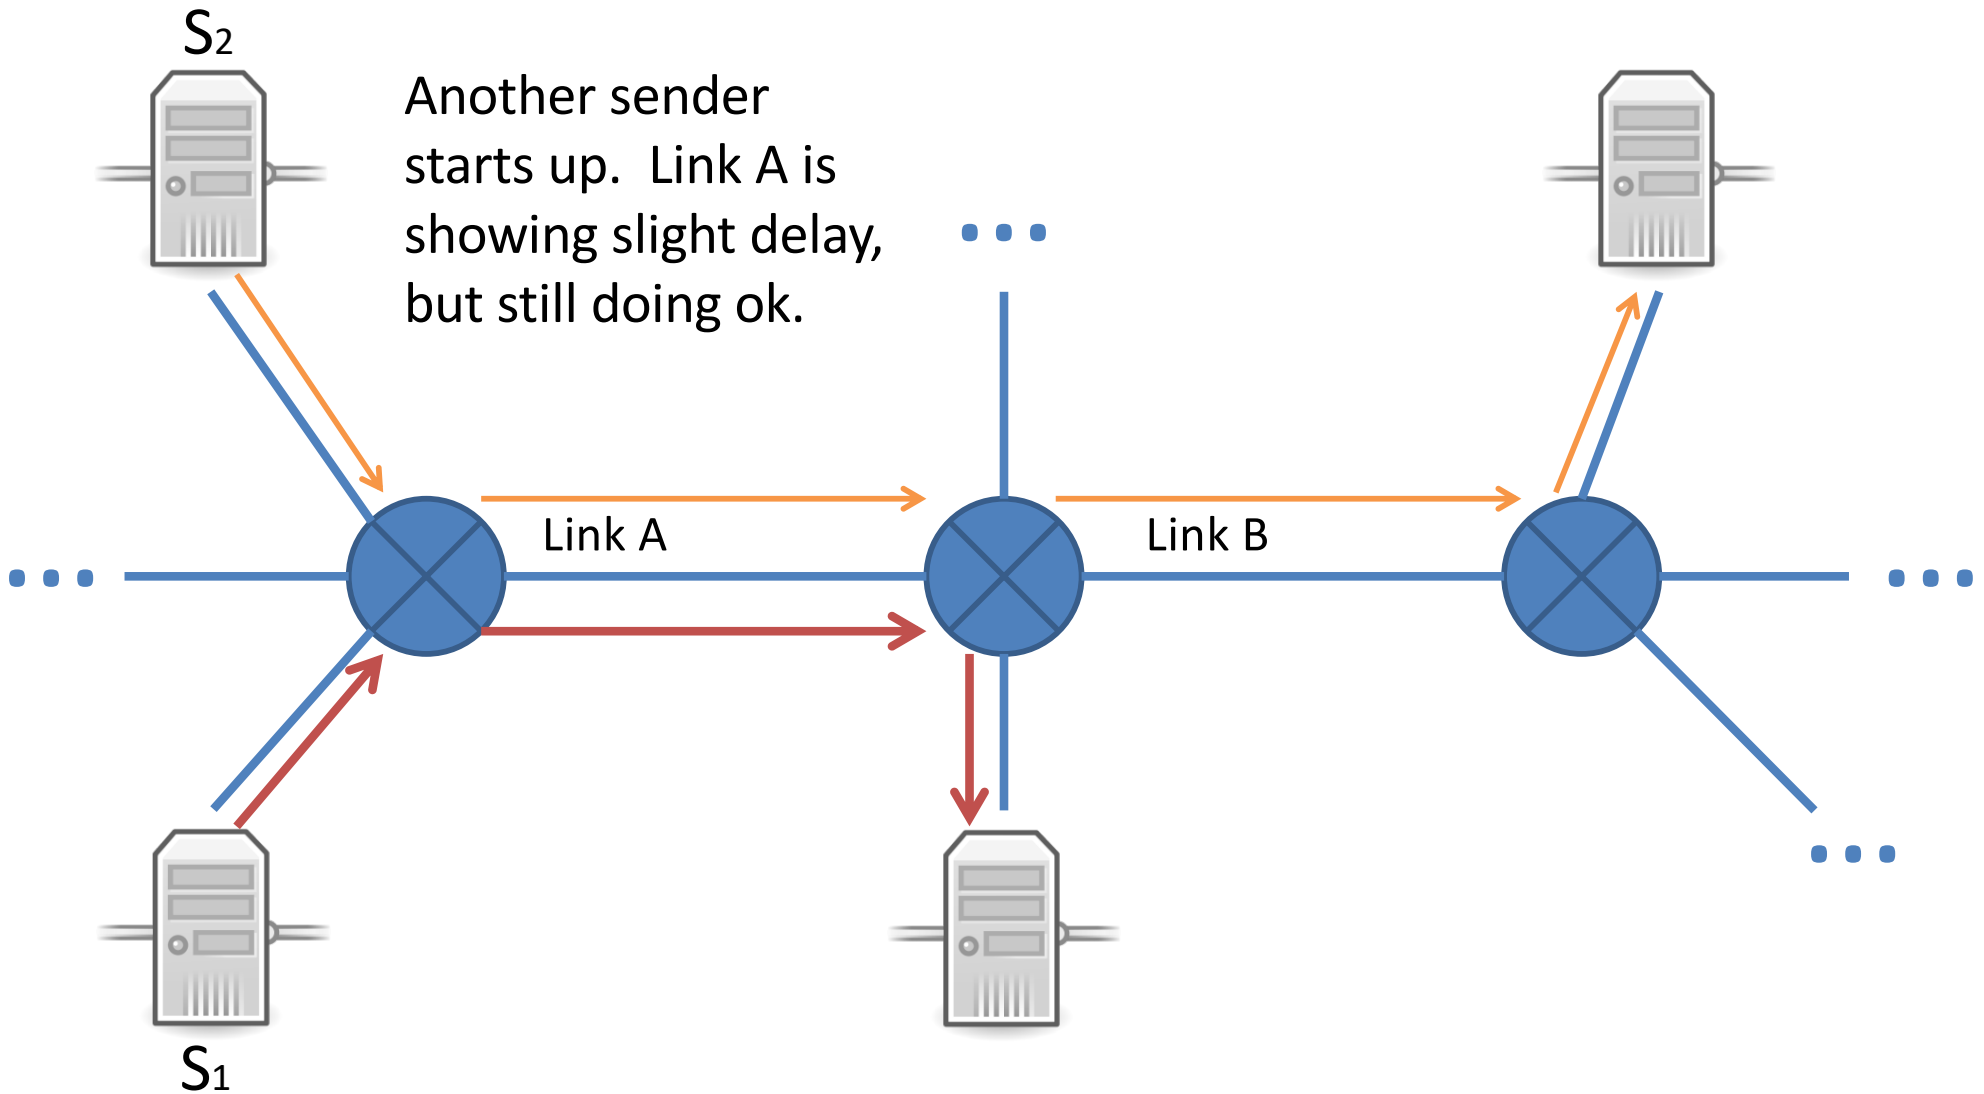 S2
Another sender
starts up.  Link A is
showing slight delay,
but still doing ok.
Link A
Link B
S1